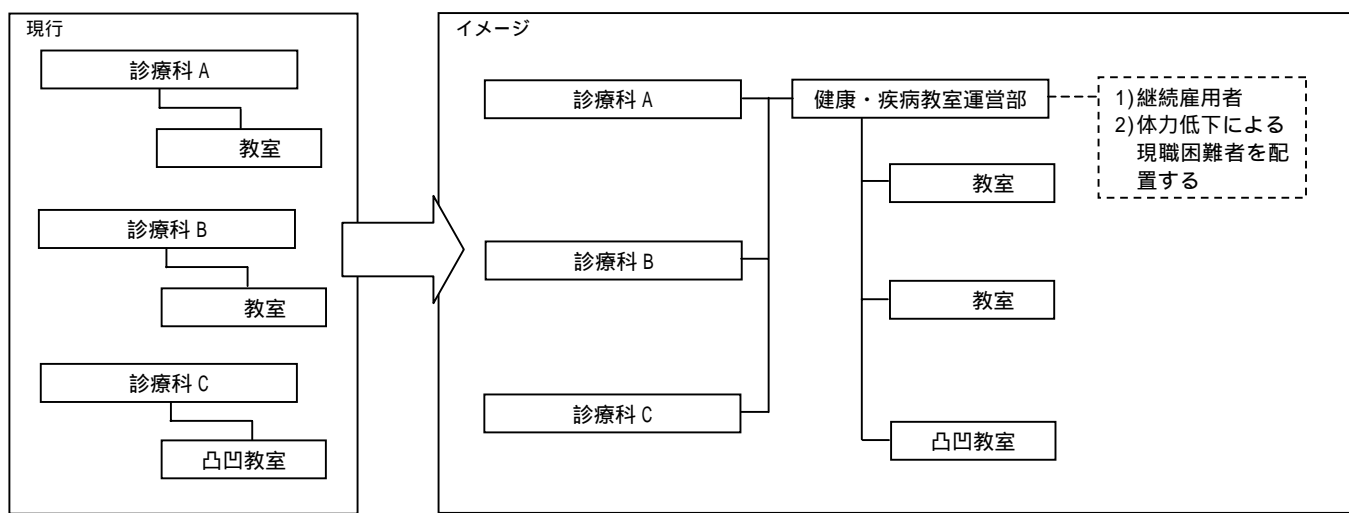 現行
診療科 A
教室
診療科 B
教室
診療科 C
凸凹教室
イメージ
診療科 A
健康・疾病教室運営部
1)継続雇用者
2)体力低下による
現職困難者を配
置する
教室
診療科 B
教室
診療科 C
凸凹教室